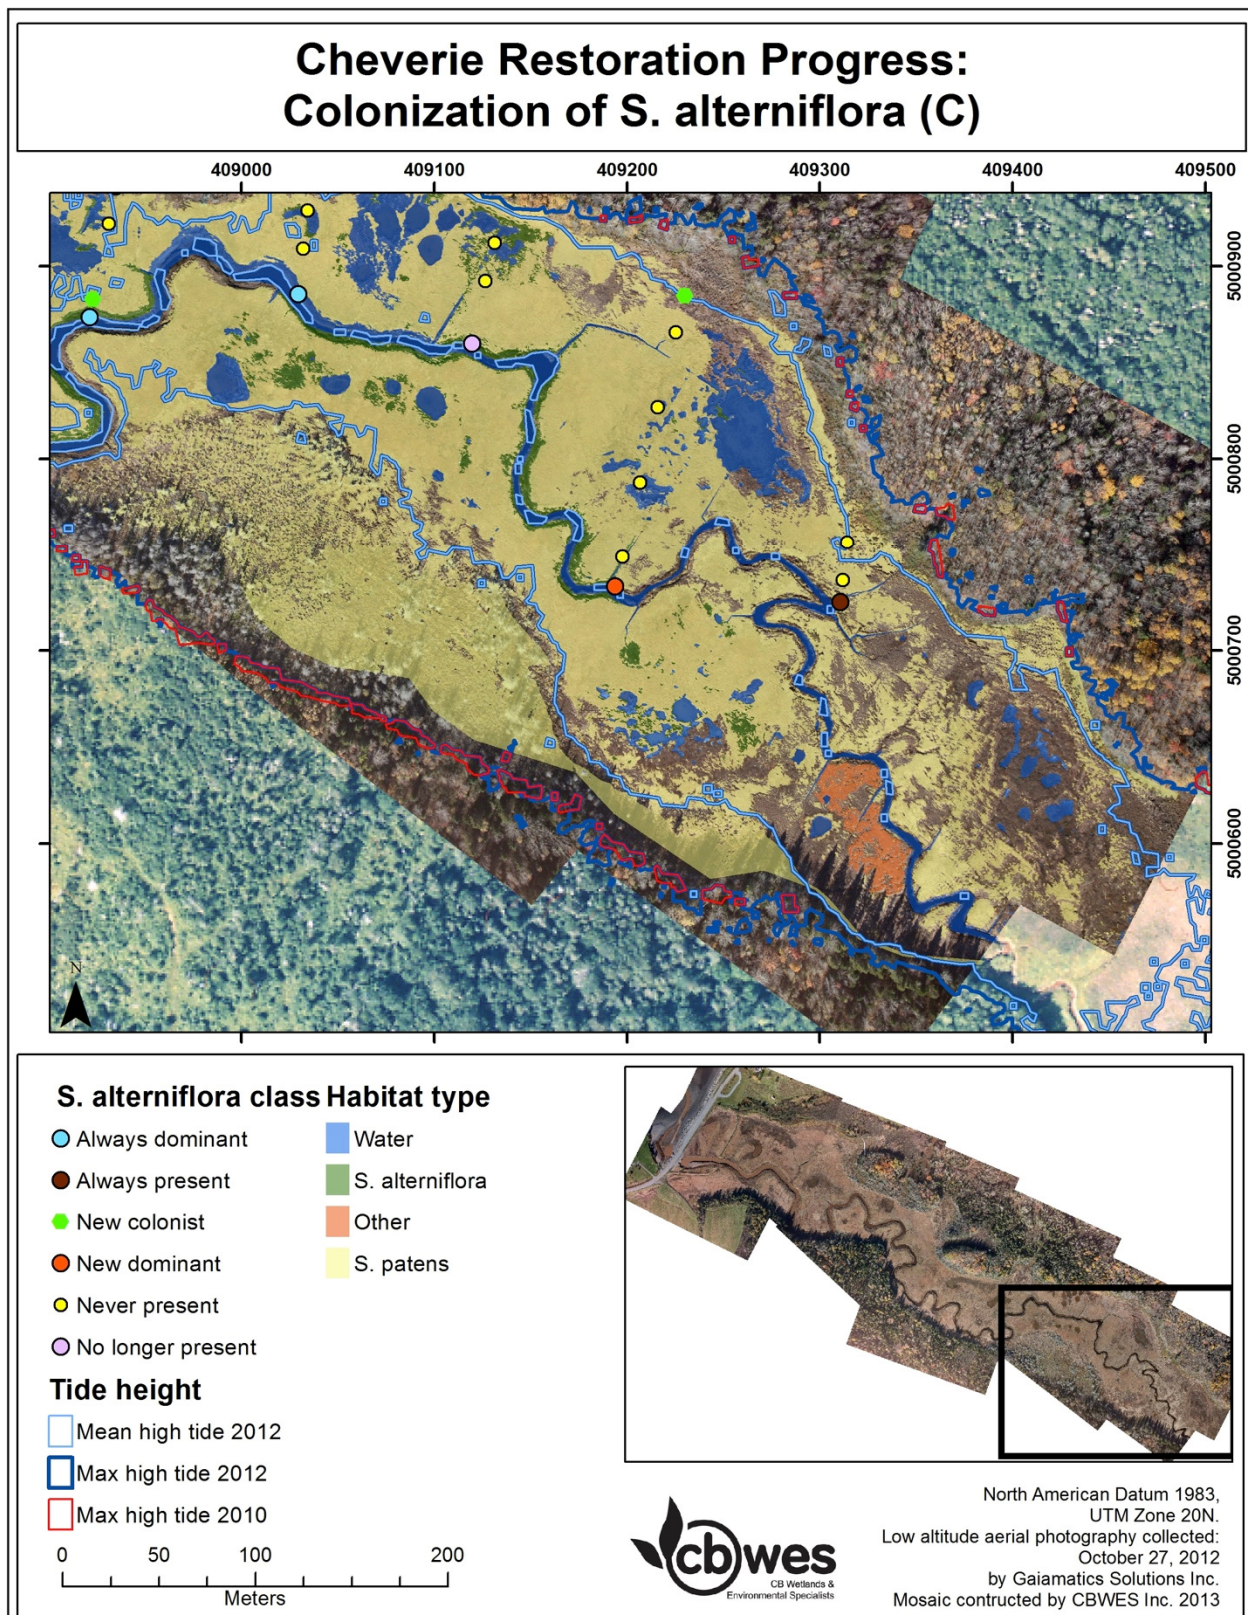 Cheverie Restoration Progress:
Colonization of S. alterniflora (C)
409000 409100 409200 409300 409400 409500
5000900
5000800
5000700
5000600
N
S. alterniflora class
Always dominant
Always present
New colonist
New dominant
Never present
No longer present
Habitat type
Water
S. alterniflora
Other
S. patens
Tide height
Mean high tide 2012
Max high tide 2012
Max high tide 2010
0 50 100 200
Meters
cbwes
CB Wetlands &
Environmental Specialists
North American Datum 1983,
UTM Zone 20N.
Low altitude aerial photography collected:
October 27, 2012
by Gaiamatics Solutions Inc.
Mosaic contructed by CBWES Inc. 2013